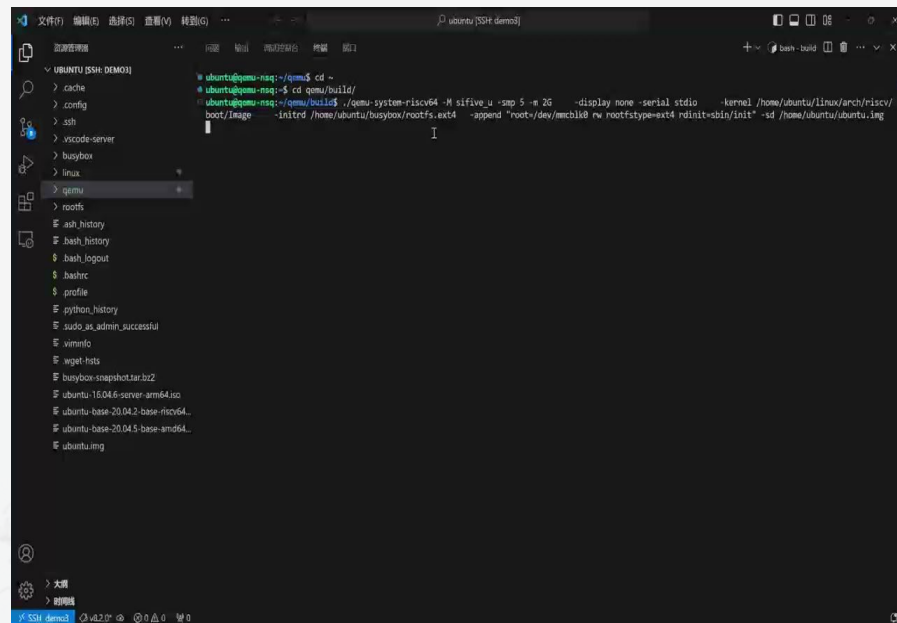 文件(F) 编辑(E) 选择(S) 查看(V) 转到(G) ···
ubuntu [SSH: demo3]
资源管理器 ···
问题 输出 调试控制台 终端 端口
bash - build
UBUNTU [SSH: DEMO3]
.cache
.config
.ssh
.vscode-server
busybox
linux
qemu
rootfs
.ash_history
.bash_history
.bash_logout
.bashrc
.profile
.python_history
.sudo_as_admin_successful
.viminfo
.wget-hsts
busybox-snapshot.tar.bz2
ubuntu-16.04.6-server-arm64.iso
ubuntu-base-20.04.2-base-riscv64...
ubuntu-base-20.04.5-base-amd64...
ubuntu.img
ubuntu@qemu-nsq:~/qemu$ cd ~
ubuntu@qemu-nsq:~$ cd qemu/build/
ubuntu@qemu-nsq:~/qemu/build$ ./qemu-system-riscv64 -M sifive_u -smp 5 -m 2G -display none -serial stdio -kernel /home/ubuntu/linux/arch/riscv/
boot/Image -initrd /home/ubuntu/busybox/rootfs.ext4 -append "root=/dev/mmcblk0 rw rootfstype=ext4 rdinit=sbin/init" -sd /home/ubuntu/ubuntu.img
大纲
时间线
SSH: demo3 v8.2.0* 0 0 0